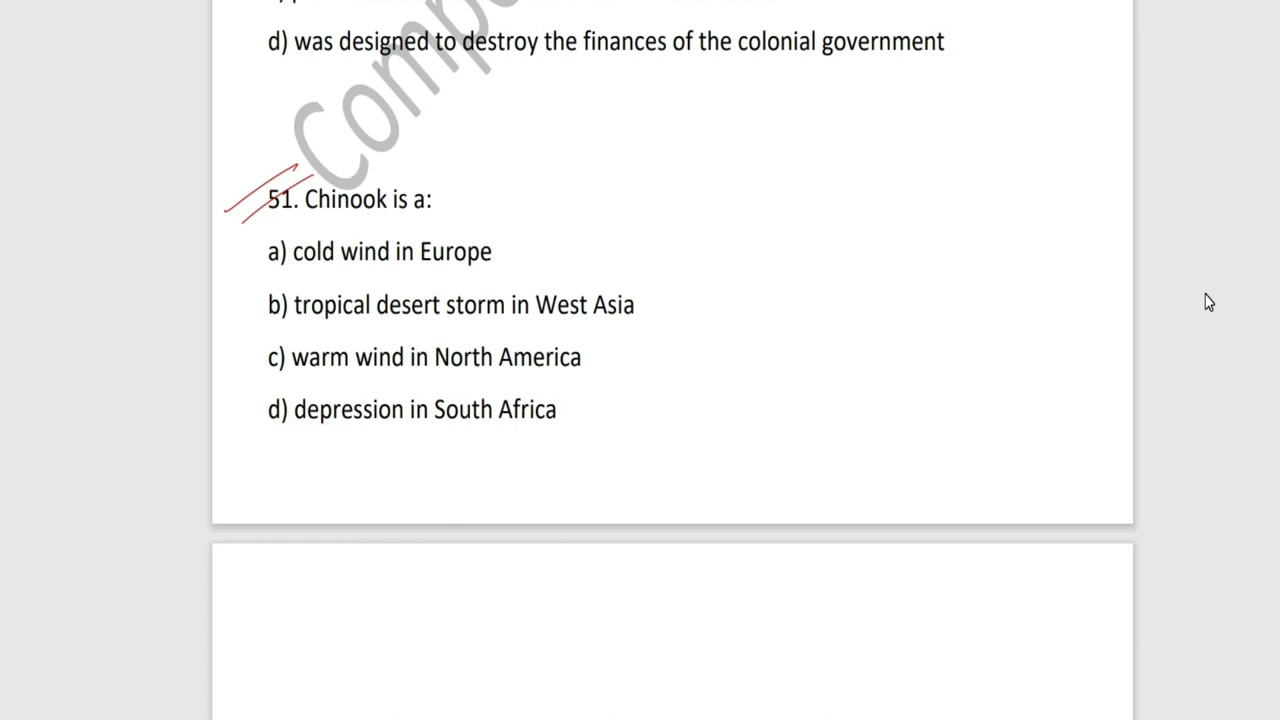 d) was designed to destroy the finances of the colonial government
51. Chinook is a:
a) cold wind in Europe
b) tropical desert storm in West Asia
c) warm wind in North America
d) depression in South Africa